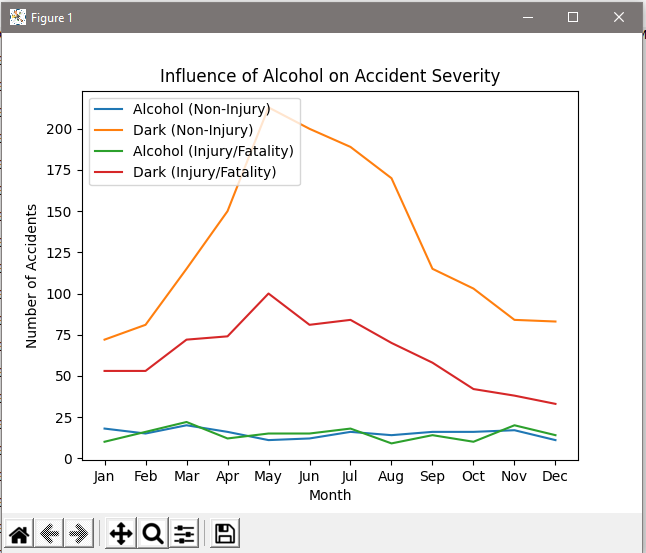 Figure 1
Influence of Alcohol on Accident Severity
Alcohol (Non-Injury)
Dark (Non-Injury)
Alcohol (Injury/Fatality)
Dark (Injury/Fatality)
200
175
150
125
100
75
50
25
0
Number of Accidents
Jan Feb Mar Apr May Jun Jul Aug Sep Oct Nov Dec
Month